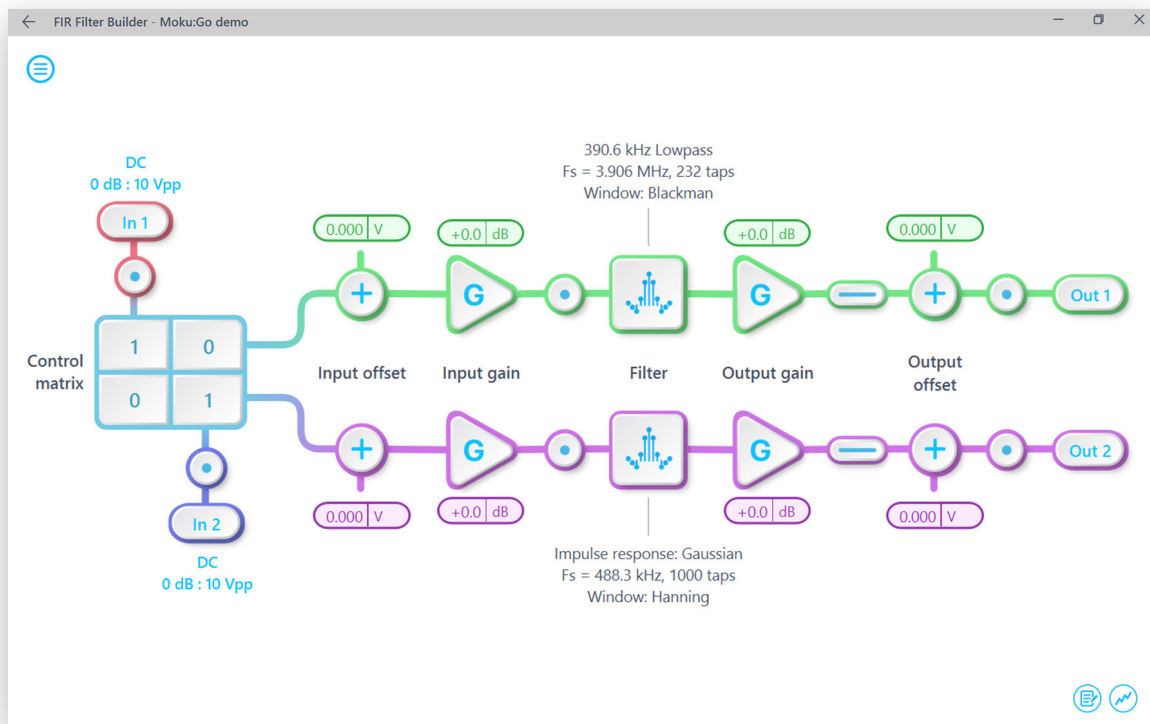 FIR Filter Builder - Moku:Go demo
390.6 kHz Lowpass
Fs = 3.906 MHz, 232 taps
Window: Blackman
DC
0 dB : 10 Vpp
In 1
0.000 V
+0.0 dB
+0.0 dB
0.000 V
+
G
G
+
Out 1
1 0
0 1
Control
matrix
Input offset
Input gain
Filter
Output gain
Output
offset
+
G
G
+
Out 2
0.000 V
+0.0 dB
+0.0 dB
0.000 V
In 2
DC
0 dB : 10 Vpp
Impulse response: Gaussian
Fs = 488.3 kHz, 1000 taps
Window: Hanning